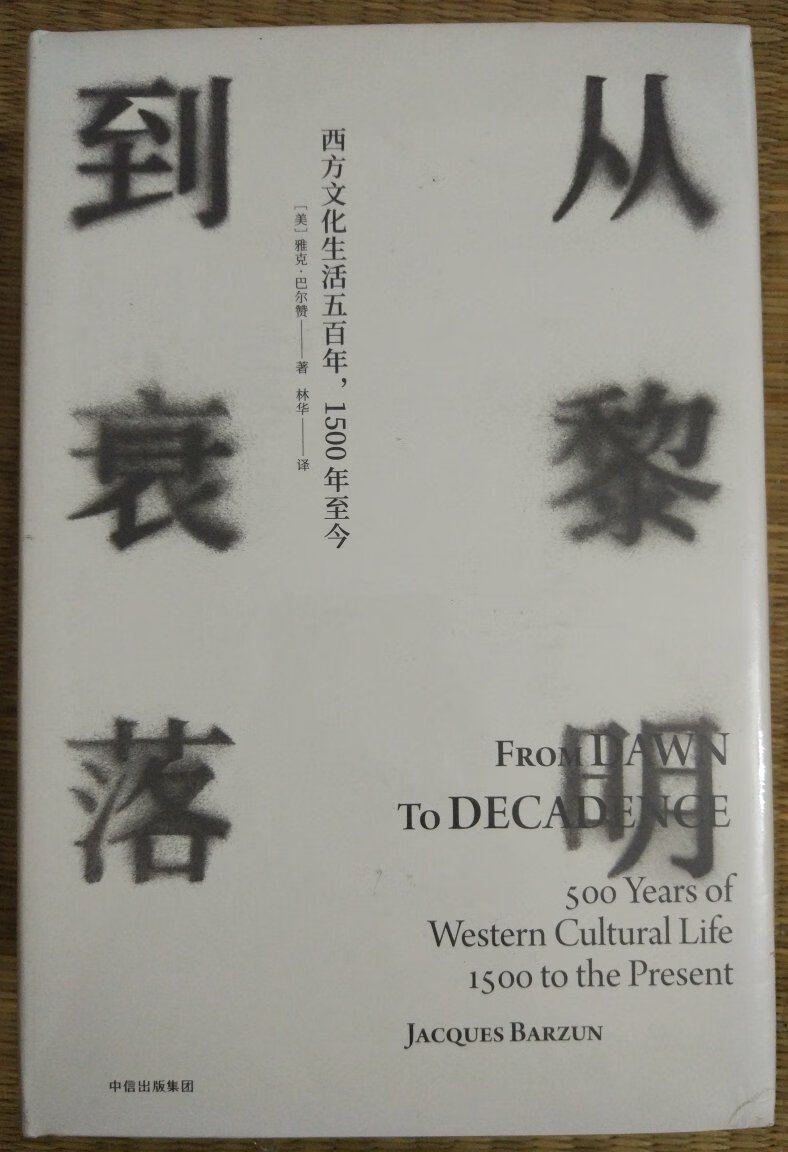 从黎明
到衰落
西方文化生活五百年，1500年至今
［美］雅克·巴尔赞——著 林华——译
FROM DAWN
TO DECADENCE
500 Years of
Western Cultural Life
1500 to the Present
JACQUES BARZUN
中信出版集团